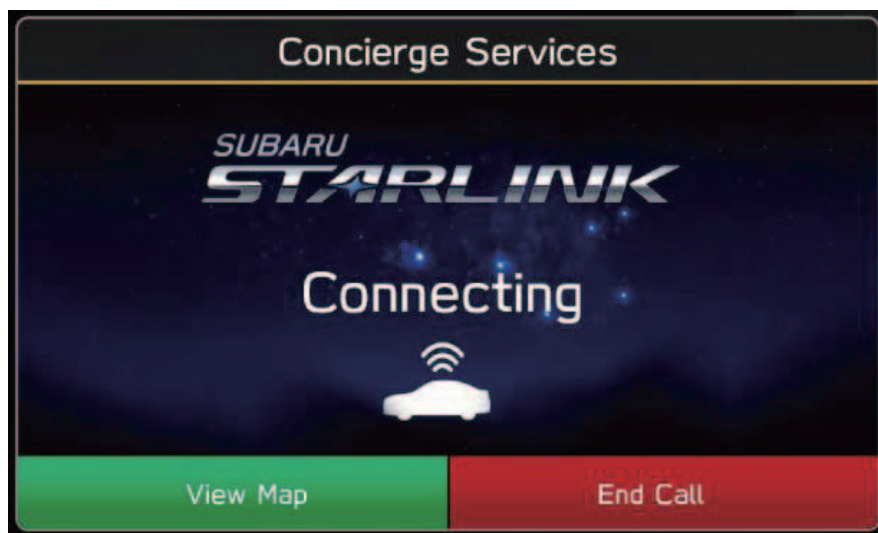 Concierge Services
SUBARU
STARLINK
Connecting
View Map
End Call